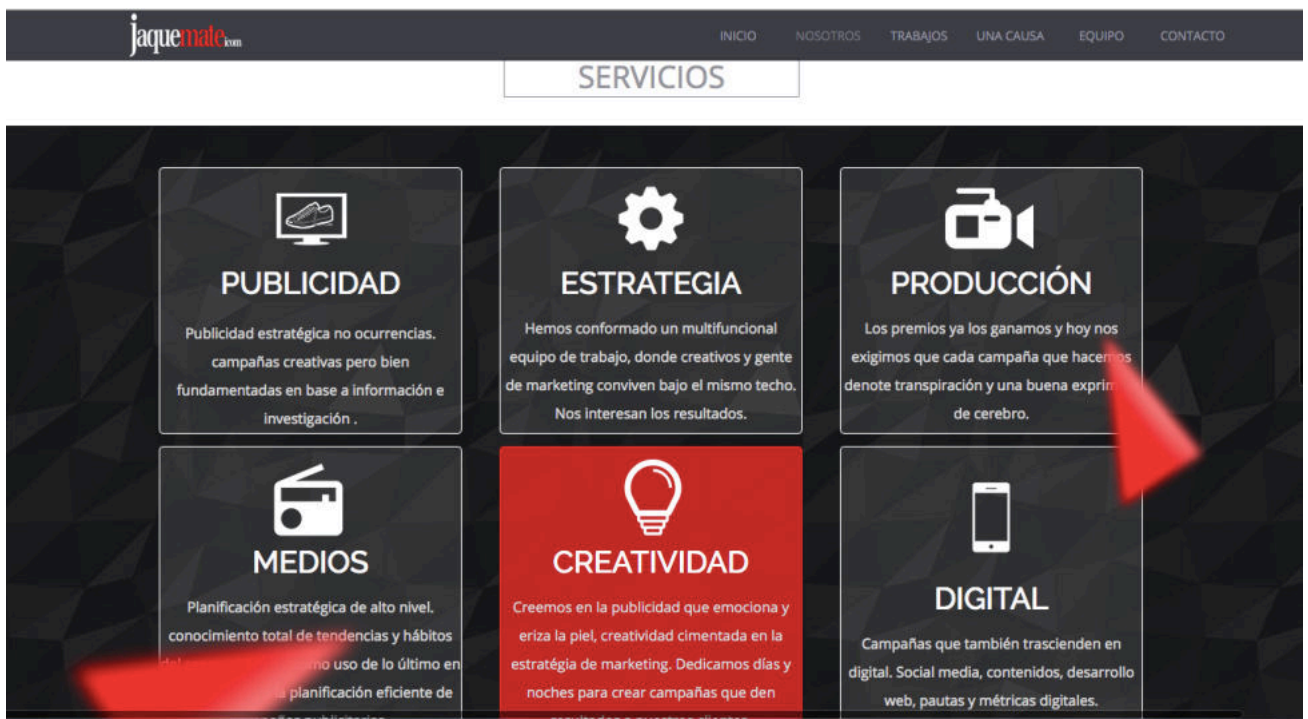 jaquemate icom
INICIO NOSOTROS TRABAJOS UNA CAUSA EQUIPO CONTACTO
SERVICIOS
PUBLICIDAD
Publicidad estratégica no ocurrencias.
campañas creativas pero bien
fundamentadas en base a información e
investigación .
ESTRATEGIA
Hemos conformado un multifuncional
equipo de trabajo, donde creativos y gente
de marketing conviven bajo el mismo techo.
Nos interesan los resultados.
PRODUCCIÓN
Los premios ya los ganamos y hoy nos
exigimos que cada campaña que hacemos
denote transpiración y una buena
de cerebro.
MEDIOS
Planificación estratégica de alto nivel.
conocimiento total de tendencias y hábitos
uso de lo último en
planificación eficiente de
CREATIVIDAD
Creemos en la publicidad que emociona y
eriza la piel, creatividad cimentada en la
estratégia de marketing. Dedicamos días y
noches para crear campañas que den
DIGITAL
Campañas que también trascienden en
digital. Social media, contenidos, desarrollo
web, pautas y métricas digitales.